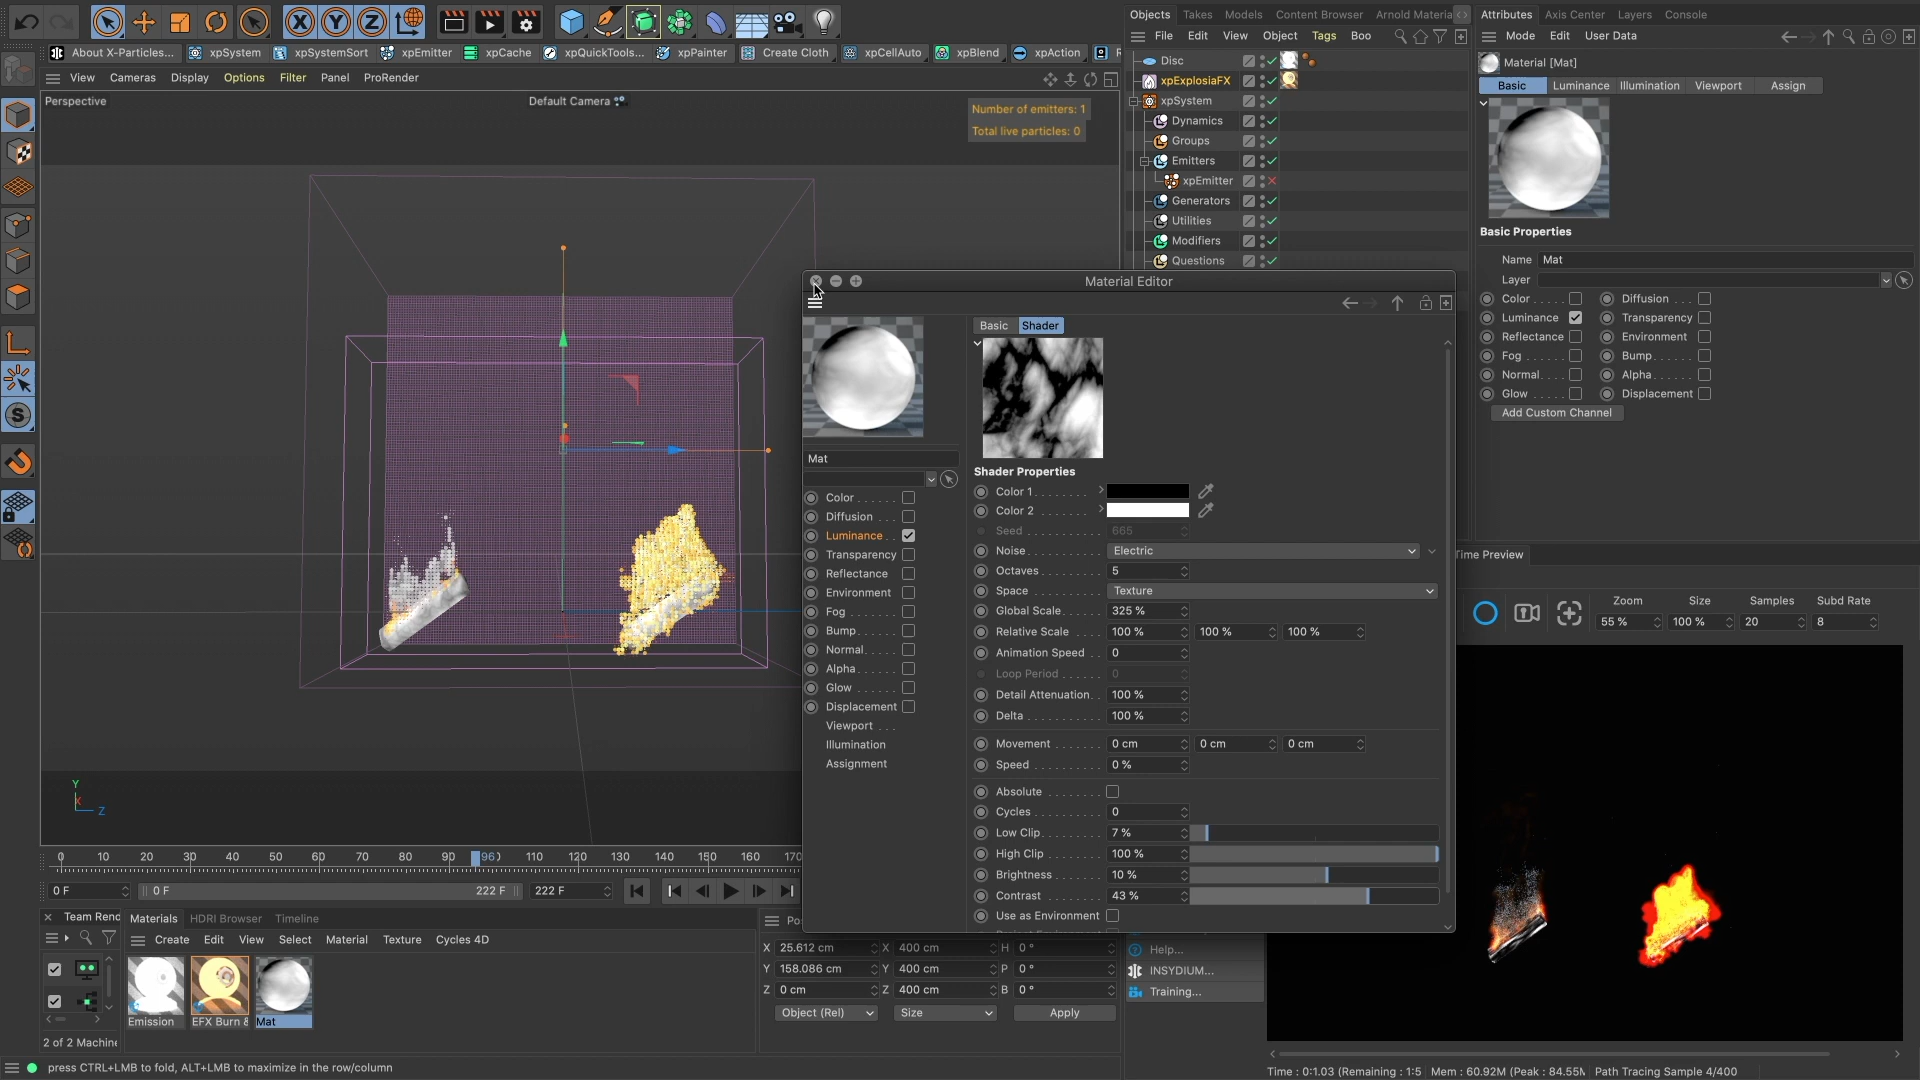 Objects Takes Models Content Browser Arnold Materia
Attributes Axis Center Layers Console
File Edit View Object Tags Boo
Mode Edit User Data
About X-Particles... xpSystem xpSystemSort xpEmitter xpCache xpQuickTools... xpPainter Create Cloth xpCellAuto xpBlend xpAction
View Cameras Display Options Filter Panel ProRender
Perspective
Default Camera
Number of emitters: 1
Total live particles: 0
Disc
xpExplosiaFX
xpSystem
Dynamics
Groups
Emitters
xpEmitter
Generators
Utilities
Modifiers
Questions
Material [Mat]
Basic Luminance Illumination Viewport Assign
Basic Properties
Name Mat
Layer
Color Diffusion
Luminance Transparency
Reflectance Environment
Fog Bump
Normal Alpha
Glow Displacement
Add Custom Channel
Material Editor
Basic Shader
Mat
Color
Diffusion
Luminance
Transparency
Reflectance
Environment
Fog
Bump
Normal
Alpha
Glow
Displacement
Viewport
Illumination
Assignment
Shader Properties
Color 1
Color 2
Seed 665
Noise Electric
Octaves 5
Space Texture
Global Scale 325 %
Relative Scale 100 % 100 % 100 %
Animation Speed 0
Loop Period 0
Detail Attenuation 100 %
Delta 100 %
Movement 0 cm 0 cm 0 cm
Speed 0 %
Absolute
Cycles 0
Low Clip 7 %
High Clip 100 %
Brightness 10 %
Contrast 43 %
Use as Environment
Time Preview
Zoom Size Samples Subd Rate
55 % 100 % 20 8
Y
X Z
0 10 20 30 40 50 60 70 80 90 96 110 120 130 140 150 160 170
0 F 0 F 222 F 222 F
Team Rend Materials HDRI Browser Timeline
Create Edit View Select Material Texture Cycles 4D
Emission EFX Burn & Mat
2 of 2 Machine
Po
X 25.612 cm X 400 cm H 0 °
Y 158.086 cm Y 400 cm P 0 °
Z 0 cm Z 400 cm B 0 °
Object (Rel) Size Apply
Help...
INSYDIUM...
Training...
press CTRL+LMB to fold, ALT+LMB to maximize in the row/column
Time : 0:1.03 (Remaining : 1:5 Mem : 60.92M (Peak : 84.55M Path Tracing Sample 4/400